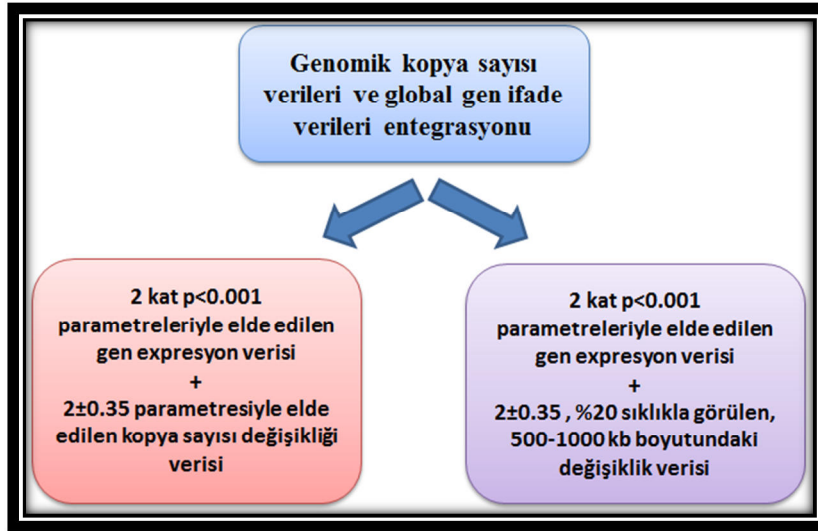 Genomik kopya sayısı
verileri ve global gen ifade
verileri entegrasyonu
2 kat p<0.001
parametreleriyle elde edilen
gen expresyon verisi
+
2±0.35 parametresiyle elde
edilen kopya sayısı değişikliği
verisi
2 kat p<0.001
parametreleriyle elde edilen
gen expresyon verisi
+
2±0.35 , %20 sıklıkla görülen,
500-1000 kb boyutundaki
değişiklik verisi